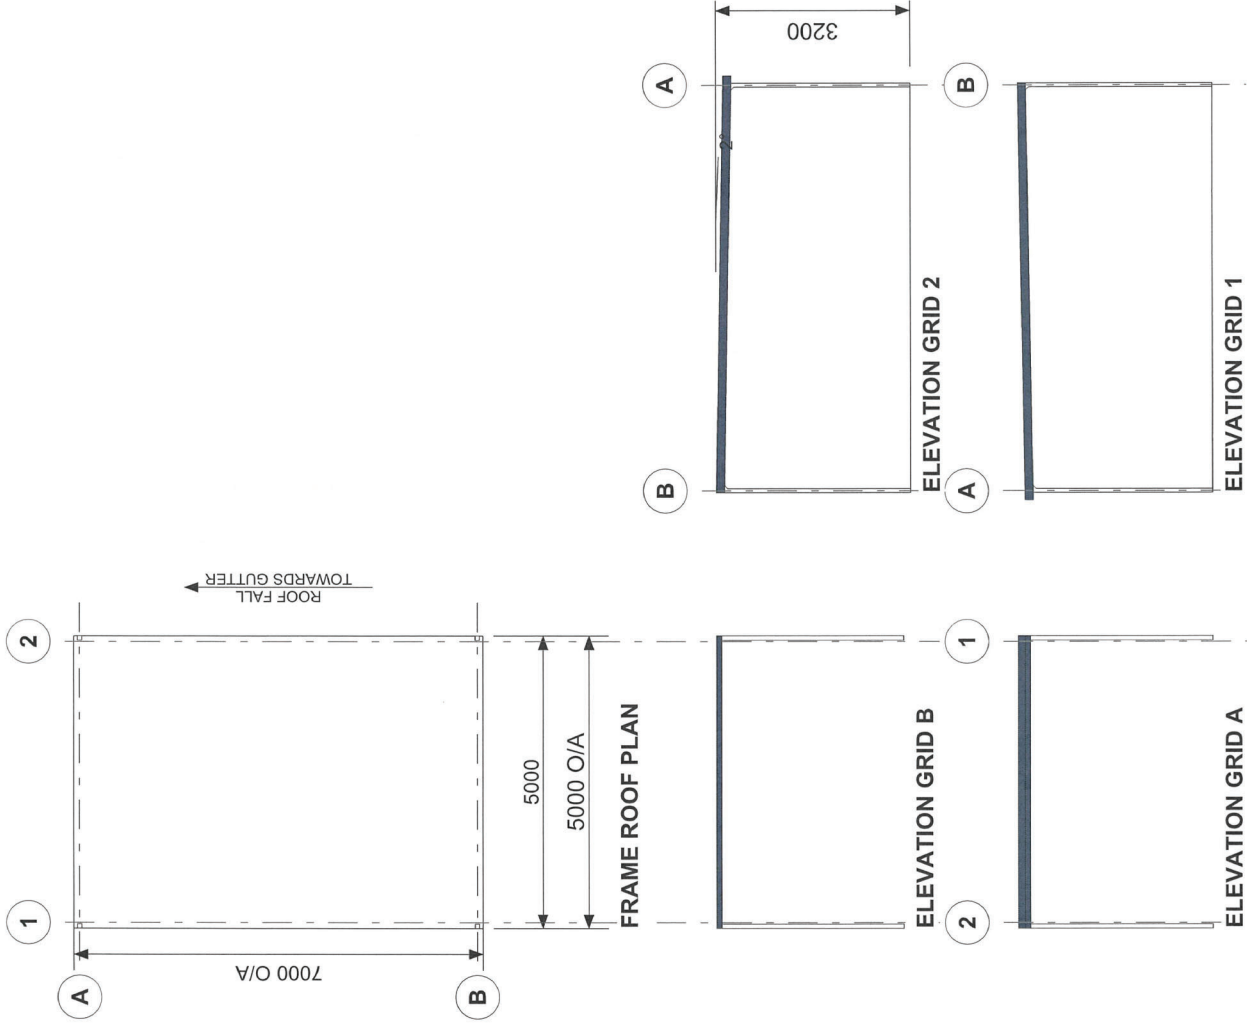 1
2
A
B
7000 O/A
ROOF FALL
TOWARDS GUTTER
5000
5000 O/A
FRAME ROOF PLAN
ELEVATION GRID B
2
1
ELEVATION GRID A
B
A
3200
2°
ELEVATION GRID 2
A
B
ELEVATION GRID 1